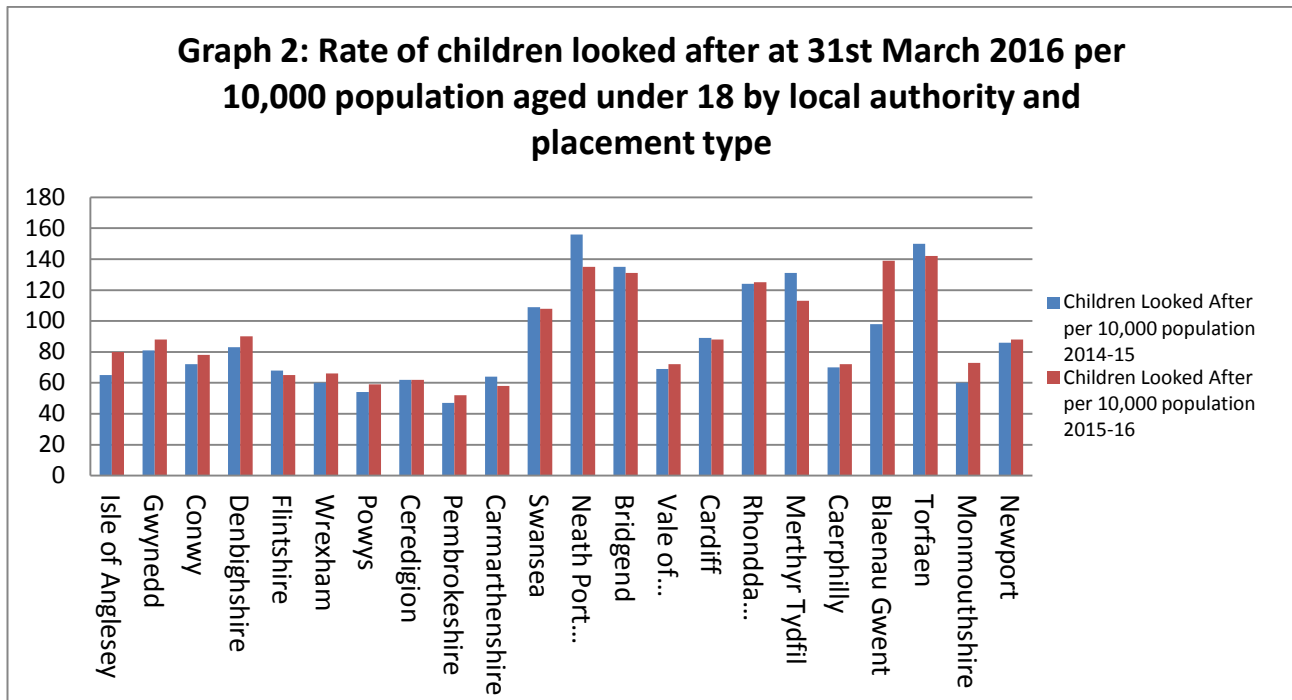 Graph 2: Rate of children looked after at 31st March 2016 per
10,000 population aged under 18 by local authority and
placement type
180
160
140
120
100
80
60
40
20
0
Isle of Anglesey
Gwynedd
Conwy
Denbighshire
Flintshire
Wrexham
Powys
Ceredigion
Pembrokeshire
Carmarthenshire
Swansea
Neath Port…
Bridgend
Vale of…
Cardiff
Rhondda…
Merthyr Tydfil
Caerphilly
Blaenau Gwent
Torfaen
Monmouthshire
Newport
Children Looked After
per 10,000 population
2014-15
Children Looked After
per 10,000 population
2015-16